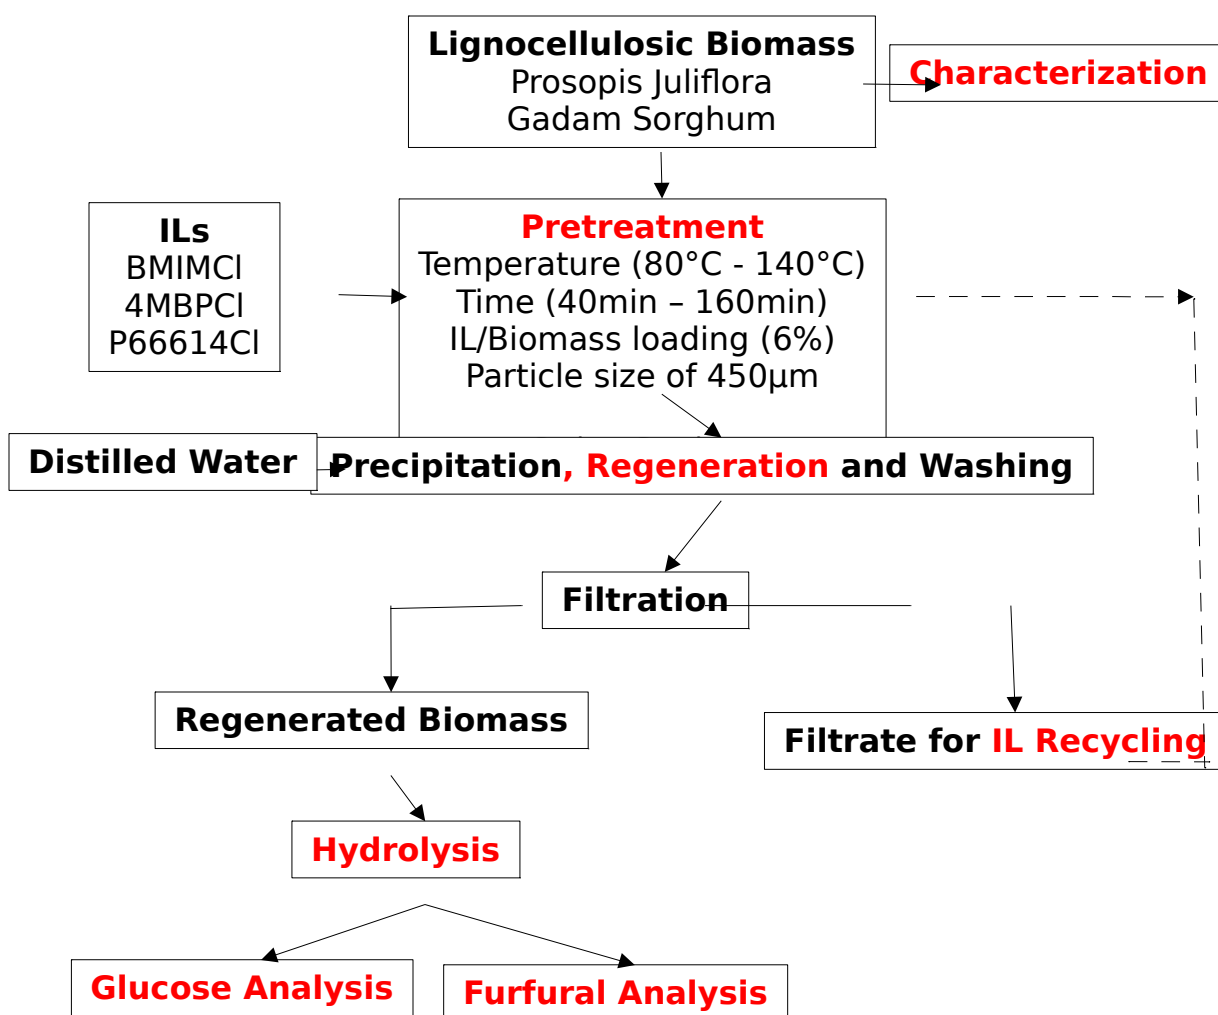 Lignocellulosic Biomass
Prosopis Juliflora
Gadam Sorghum
Characterization
ILs
BMIMCl
4MBPCl
P66614Cl
Pretreatment
Temperature (80°C - 140°C)
Time (40min – 160min)
IL/Biomass loading (6%)
Particle size of 450μm
Distilled Water
Precipitation, Regeneration and Washing
Filtration
Regenerated Biomass
Filtrate for IL Recycling
Hydrolysis
Glucose Analysis
Furfural Analysis